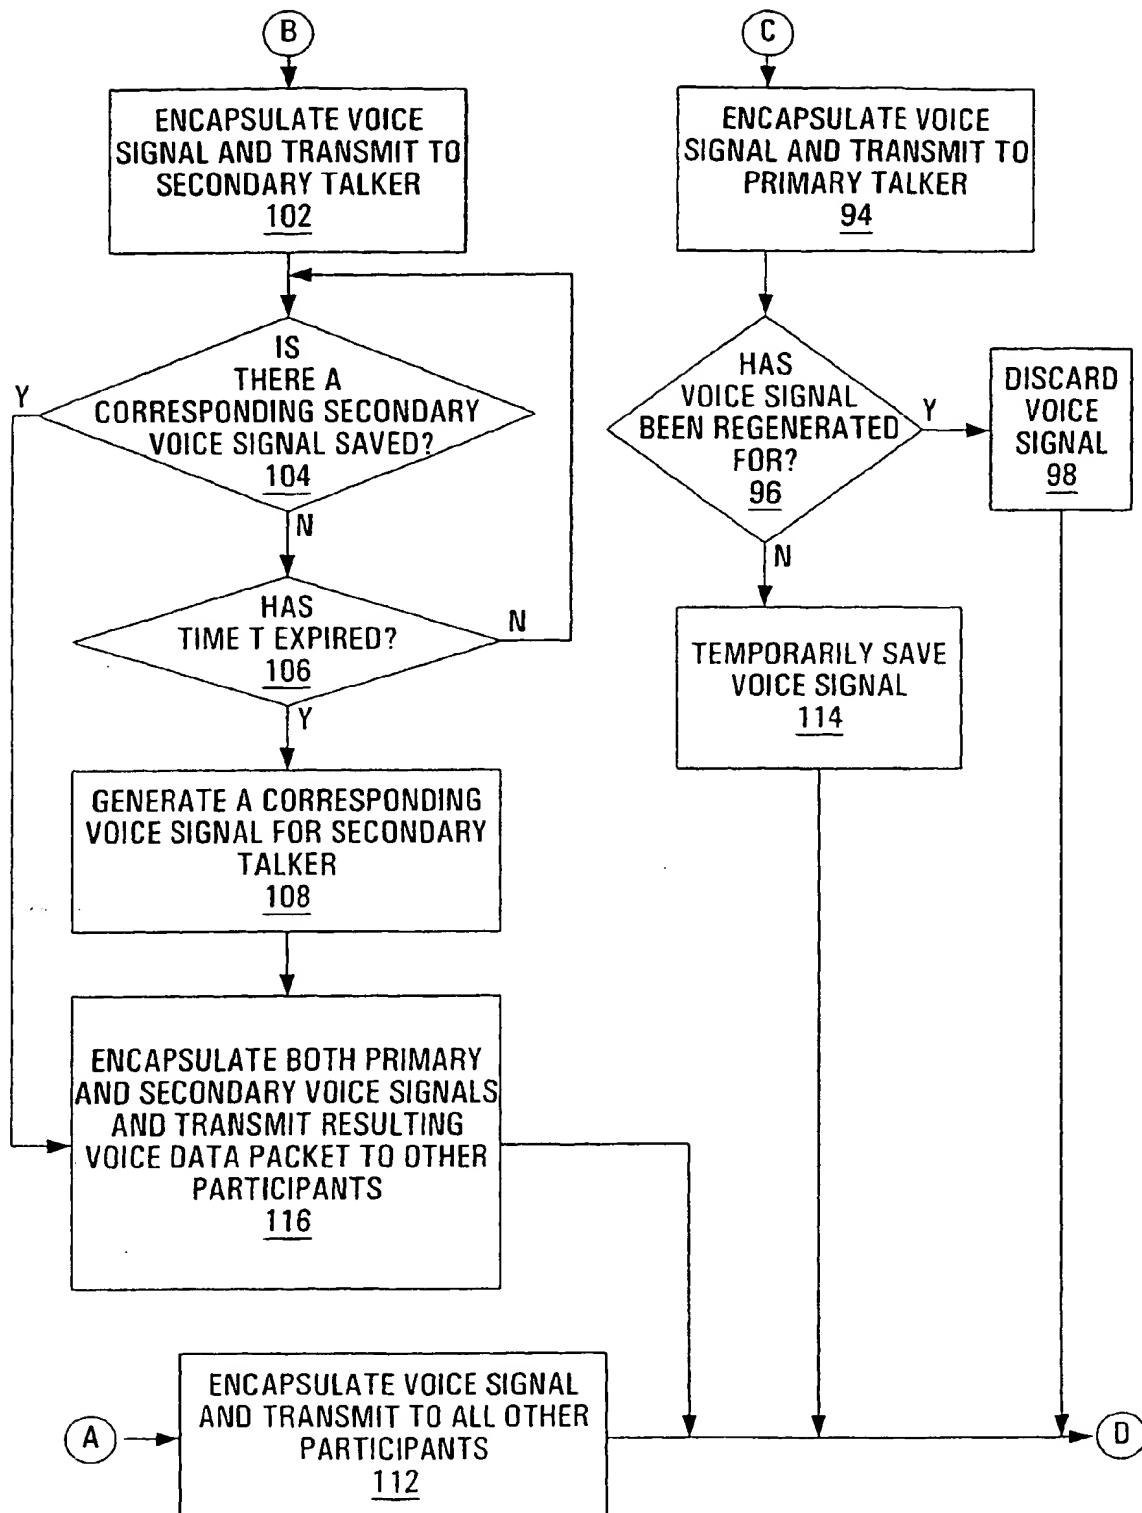 B
ENCAPSULATE VOICE
SIGNAL AND TRANSMIT TO
SECONDARY TALKER
102
IS
THERE A
CORRESPONDING SECONDARY
VOICE SIGNAL SAVED?
104
Y
N
HAS
TIME T EXPIRED?
106
N
Y
GENERATE A CORRESPONDING
VOICE SIGNAL FOR SECONDARY
TALKER
108
ENCAPSULATE BOTH PRIMARY
AND SECONDARY VOICE SIGNALS
AND TRANSMIT RESULTING
VOICE DATA PACKET TO OTHER
PARTICIPANTS
116
C
ENCAPSULATE VOICE
SIGNAL AND TRANSMIT TO
PRIMARY TALKER
94
HAS
VOICE SIGNAL
BEEN REGENERATED
FOR?
96
Y
DISCARD
VOICE
SIGNAL
98
N
TEMPORARILY SAVE
VOICE SIGNAL
114
A
ENCAPSULATE VOICE SIGNAL
AND TRANSMIT TO ALL OTHER
PARTICIPANTS
112
D